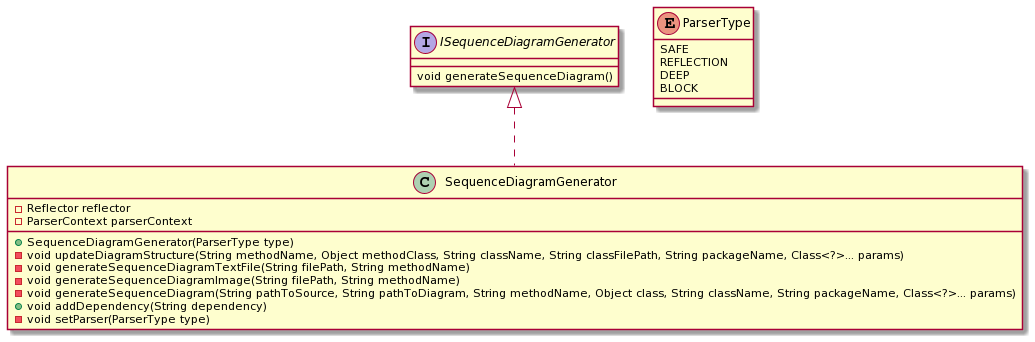 I ISequenceDiagramGenerator
void generateSequenceDiagram()
E ParserType
SAFE
REFLECTION
DEEP
BLOCK
C SequenceDiagramGenerator
Reflector reflector
ParserContext parserContext
SequenceDiagramGenerator(ParserType type)
void updateDiagramStructure(String methodName, Object methodClass, String className, String classFilePath, String packageName, Class<?>... params)
void generateSequenceDiagramTextFile(String filePath, String methodName)
void generateSequenceDiagramImage(String filePath, String methodName)
void generateSequenceDiagram(String pathToSource, String pathToDiagram, String methodName, Object class, String className, String packageName, Class<?>... params)
void addDependency(String dependency)
void setParser(ParserType type)